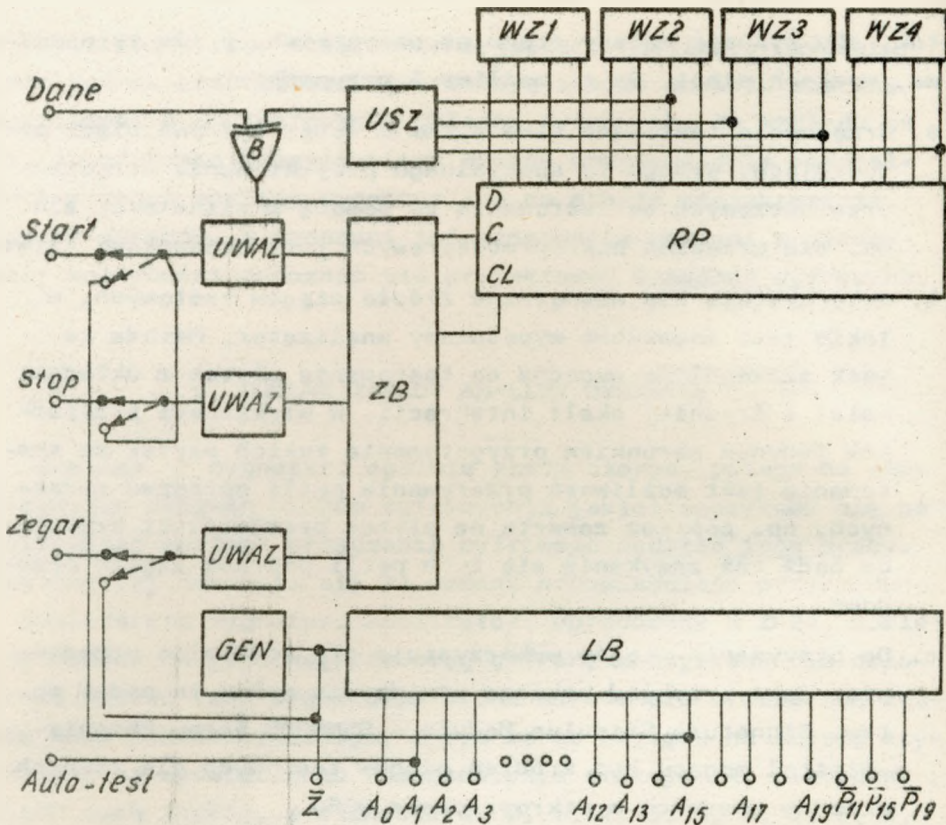 WZ1 WZ2 WZ3 WZ4
Dane
USZ
B
D
Start
UWAZ
C
RP
CL
Stop
UWAZ
ZB
Zegar
UWAZ
GEN
LB
Auto-test
Z̅ A0 A1 A2 A3 A12 A13 A15 A17 A19 P̅11 P̅15 P̅19